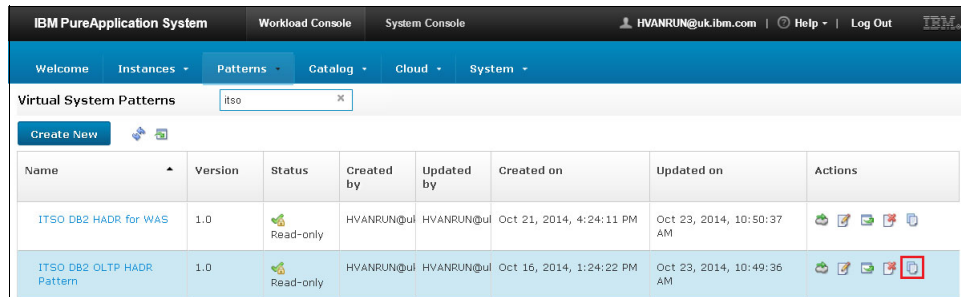 IBM PureApplication System Workload Console System Console HVANRUN@uk.ibm.com | Help | Log Out IBM
Welcome Instances Patterns Catalog Cloud System
Virtual System Patterns itso
Create New
Name Version Status Created by Updated by Created on Updated on Actions
ITSO DB2 HADR for WAS 1.0 Read-only HVANRUN@uk HVANRUN@uk Oct 21, 2014, 4:24:11 PM Oct 23, 2014, 10:50:37 AM
ITSO DB2 OLTP HADR Pattern 1.0 Read-only HVANRUN@uk HVANRUN@uk Oct 16, 2014, 1:24:22 PM Oct 23, 2014, 10:49:36 AM